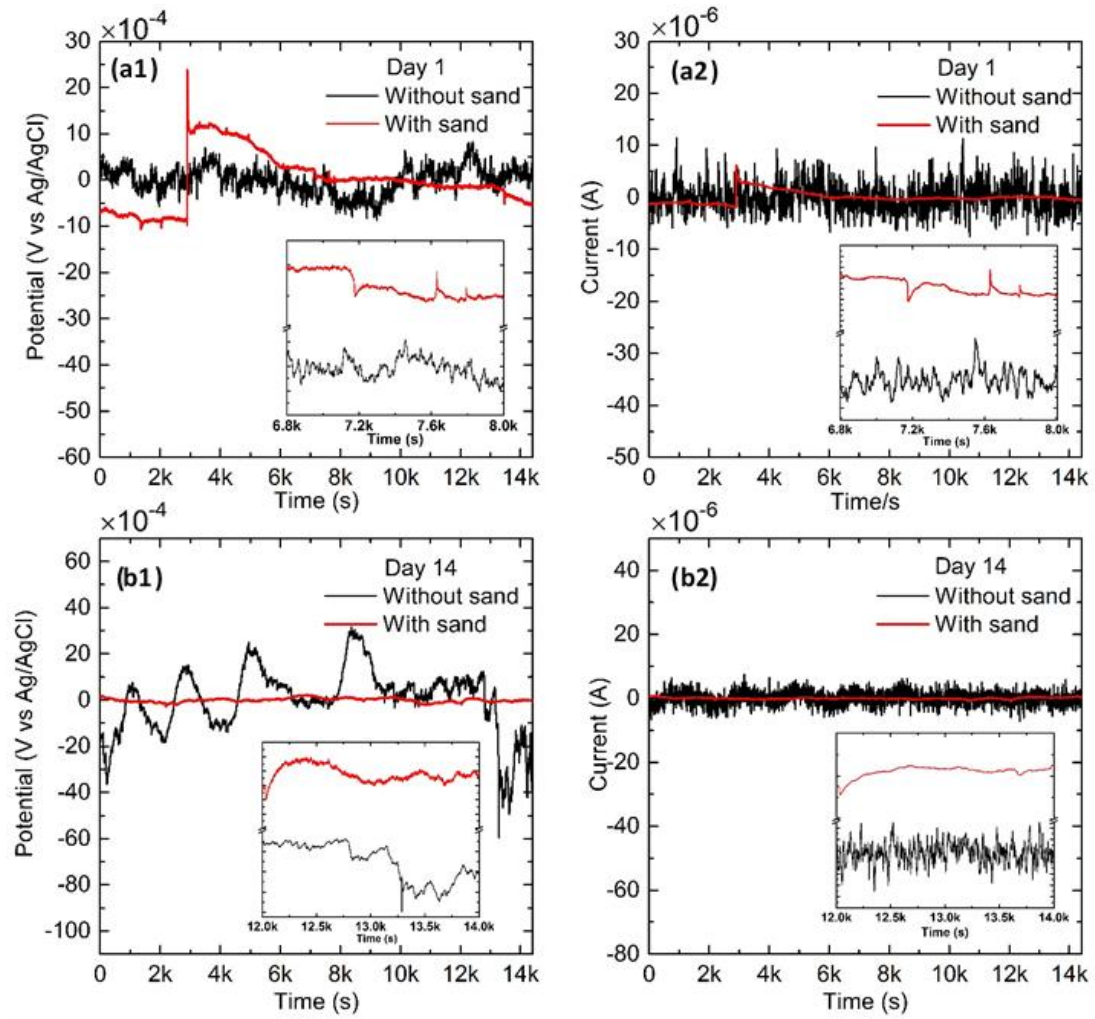 ×10⁻⁴
30
20
10
0
-10
-20
-30
-40
-50
-60
Potential (V vs Ag/AgCl)
(a1)
Day 1
Without sand
With sand
6.8k 7.2k 7.6k 8.0k
Time (s)
0 2k 4k 6k 8k 10k 12k 14k
Time (s)
×10⁻⁶
30
20
10
0
-10
-20
-30
-40
-50
Current (A)
(a2)
Day 1
Without sand
With sand
6.8k 7.2k 7.6k 8.0k
Time (s)
0 2k 4k 6k 8k 10k 12k 14k
Time/s
×10⁻⁴
60
40
20
0
-20
-40
-60
-80
-100
Potential (V vs Ag/AgCl)
(b1)
Day 14
Without sand
With sand
12.0k 12.5k 13.0k 13.5k 14.0k
Time (s)
0 2k 4k 6k 8k 10k 12k 14k
Time (s)
×10⁻⁶
40
20
0
-20
-40
-60
-80
Current (A)
(b2)
Day 14
Without sand
With sand
12.0k 12.5k 13.0k 13.5k 14.0k
Time (s)
0 2k 4k 6k 8k 10k 12k 14k
Time (s)